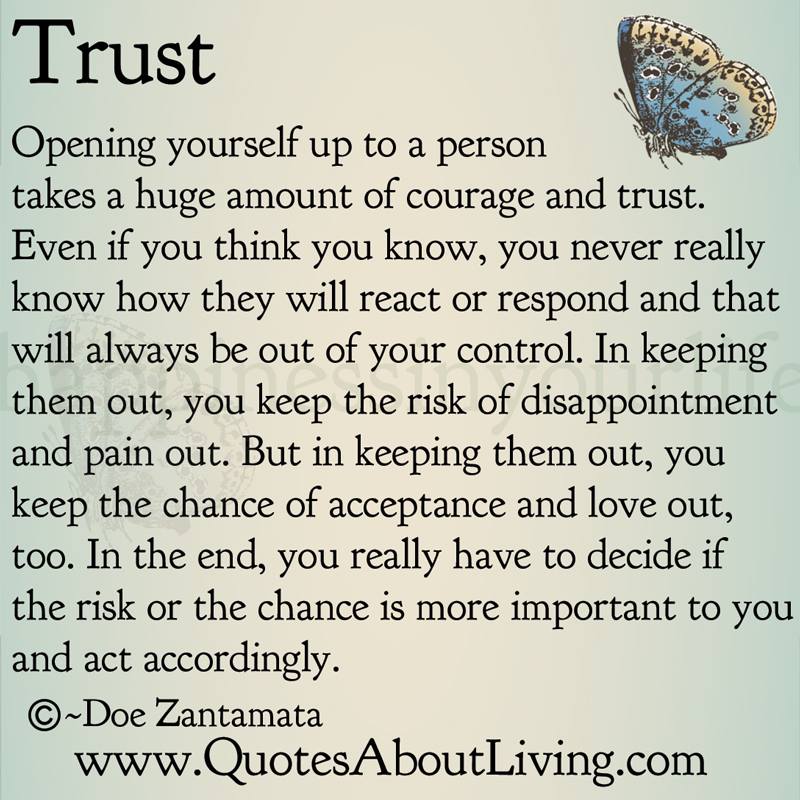 Trust
Opening yourself up to a person
takes a huge amount of courage and trust.
Even if you think you know, you never really
know how they will react or respond and that
will always be out of your control. In keeping
happinessinyourlife
them out, you keep the risk of disappointment
and pain out. But in keeping them out, you
keep the chance of acceptance and love out,
too. In the end, you really have to decide if
the risk or the chance is more important to you
and act accordingly.
©~Doe Zantamata
www.QuotesAboutLiving.com